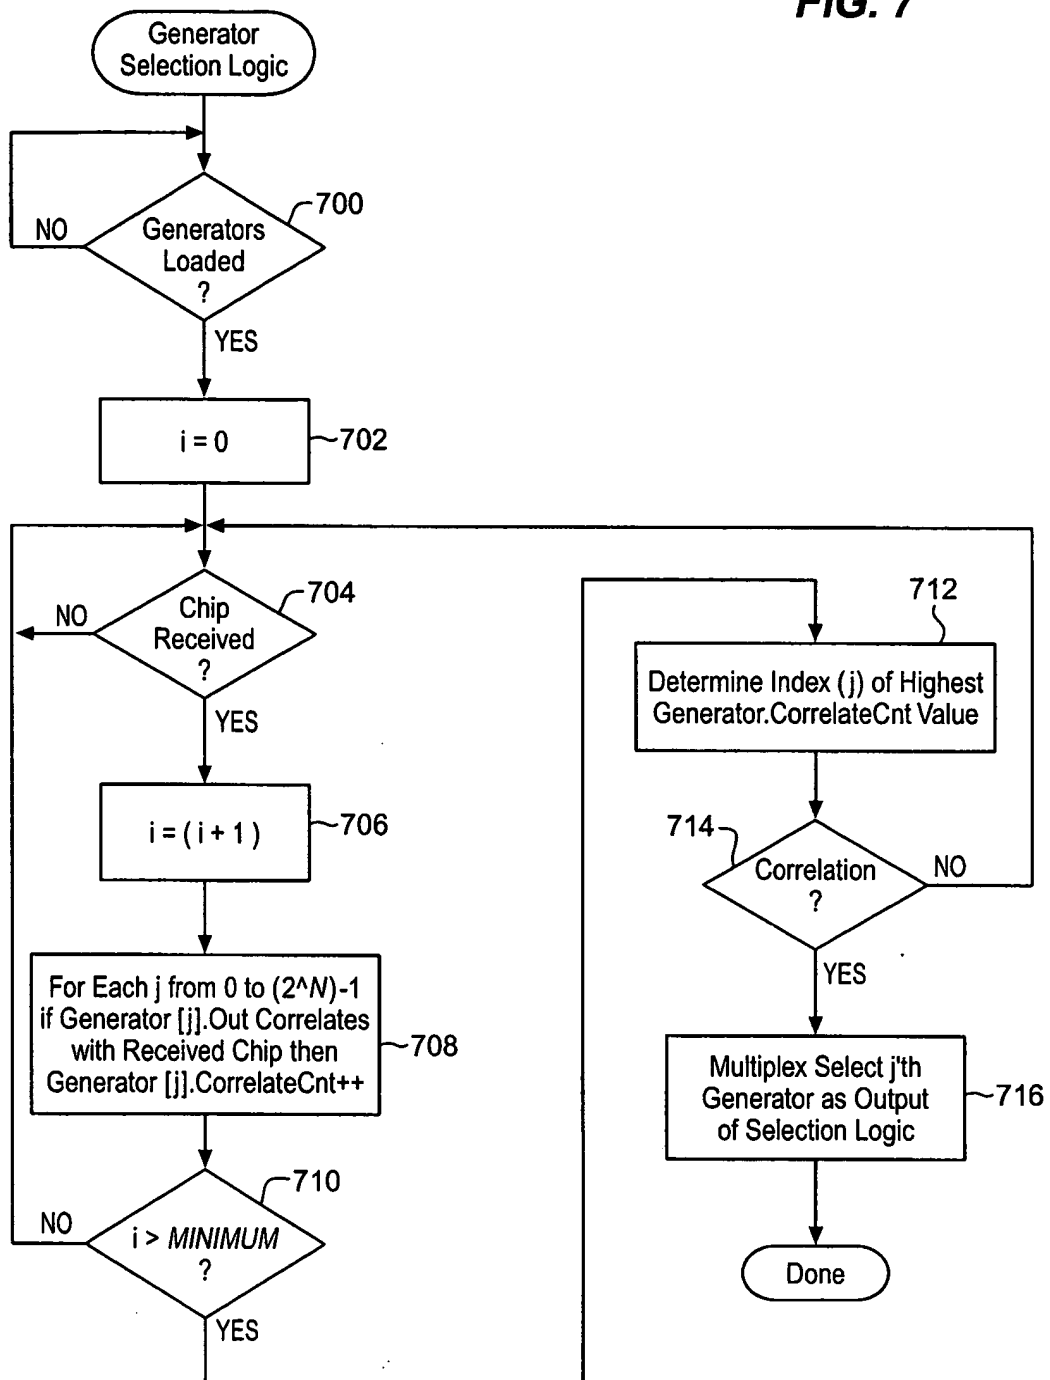 FIG. 7
Generator
Selection Logic
700
NO
Generators
Loaded
?
YES
i = 0
702
704
NO
Chip
Received
?
YES
i = ( i + 1 )
706
For Each j from 0 to (2^N)-1
if Generator [j].Out Correlates
with Received Chip then
Generator [j].CorrelateCnt++
708
710
NO
i > MINIMUM
?
YES
712
Determine Index (j) of Highest
Generator.CorrelateCnt Value
714
Correlation
?
NO
YES
Multiplex Select j'th
Generator as Output
of Selection Logic
716
Done